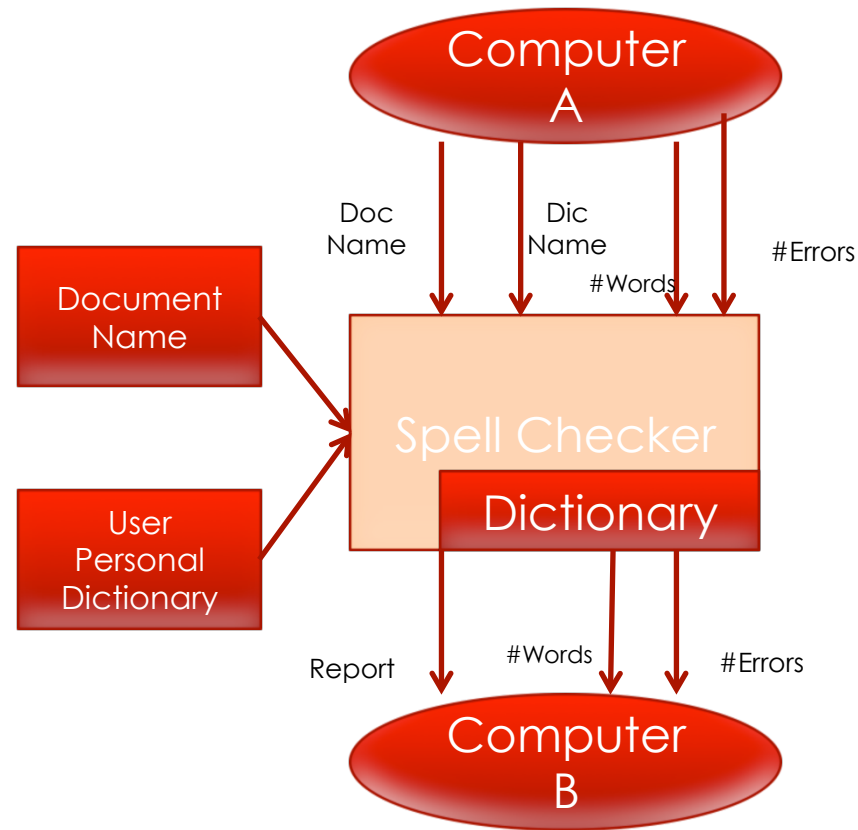 Computer
A
Doc
Name
Dic
Name
#Words
#Errors
Document
Name
Spell Checker
Dictionary
User
Personal
Dictionary
Report
#Words
#Errors
Computer
B